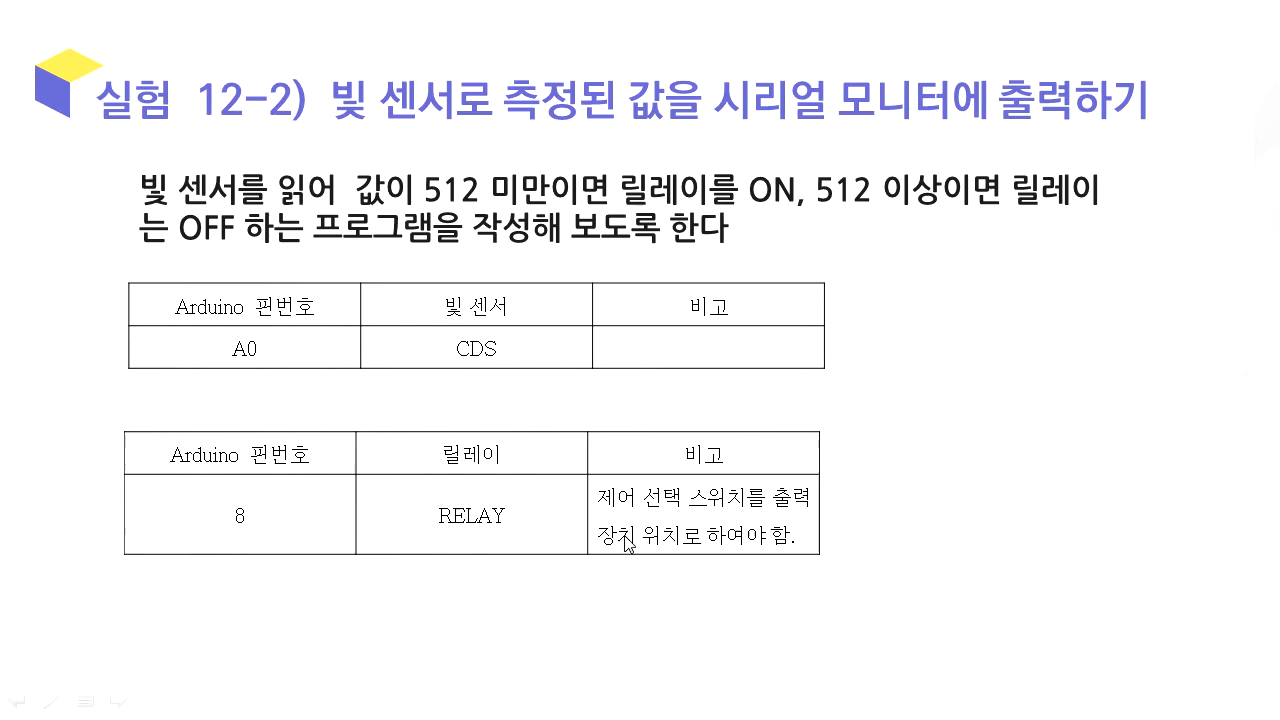 실험 12-2) 빛 센서로 측정된 값을 시리얼 모니터에 출력하기
빛 센서를 읽어 값이 512 미만이면 릴레이를 ON, 512 이상이면 릴레이
는 OFF 하는 프로그램을 작성해 보도록 한다
Arduino 핀번호 빛 센서 비고
A0 CDS
Arduino 핀번호 릴레이 비고
8 RELAY 제어 선택 스위치를 출력
장치 위치로 하여야 함.